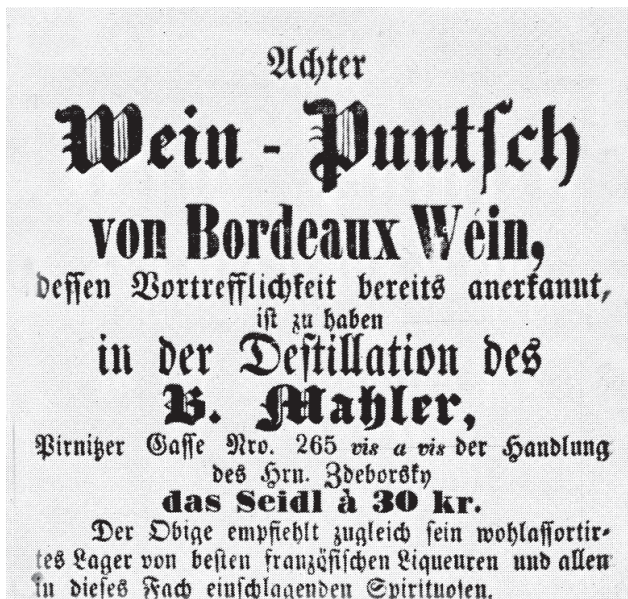 Achter
Wein - Puntsch
von Bordeaux Wein,
dessen Vortrefflichkeit bereits anerkannt,
ist zu haben
in der Destillation des
B. Mahler,
Pirnitzer Gasse Nro. 265 vis a vis der Handlung
des Hrn. Zdeborsky
das Seidl à 30 kr.
Der Obige empfiehlt zugleich sein wohlassortir-
tes Lager von besten französischen Liqueuren und allen
in dieses Fach einschlagenden Spirituosen.